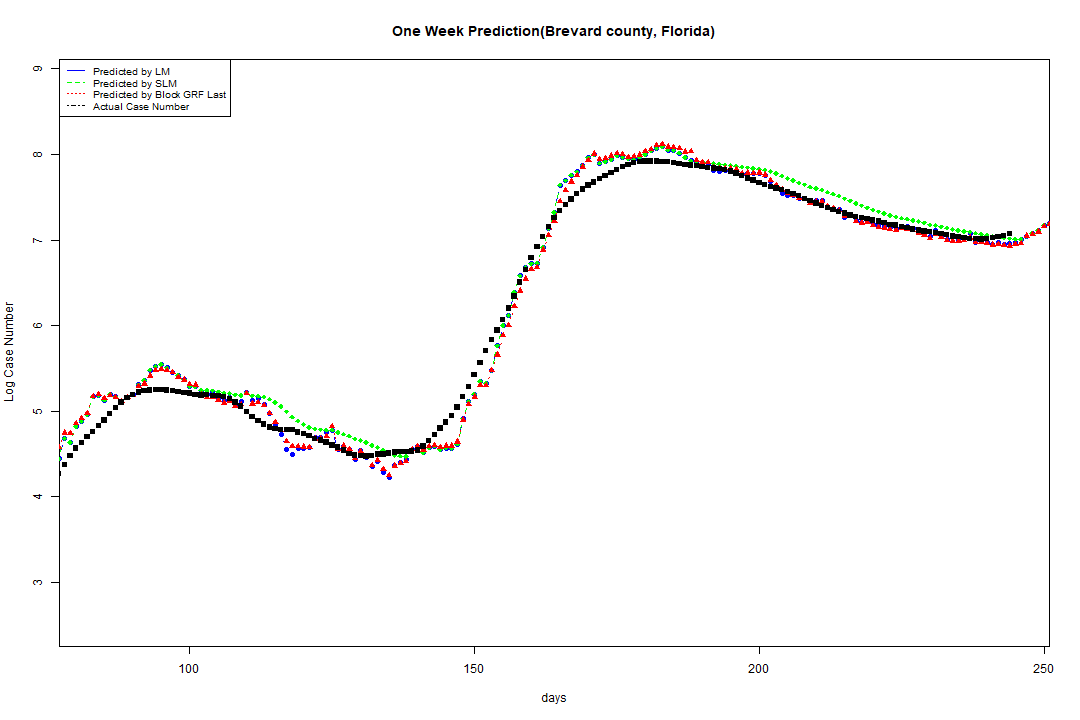 One Week Prediction(Brevard county, Florida)
Predicted by LM
Predicted by SLM
Predicted by Block GRF Last
Actual Case Number
9
8
7
6
5
4
3
Log Case Number
100 150 200 250
days